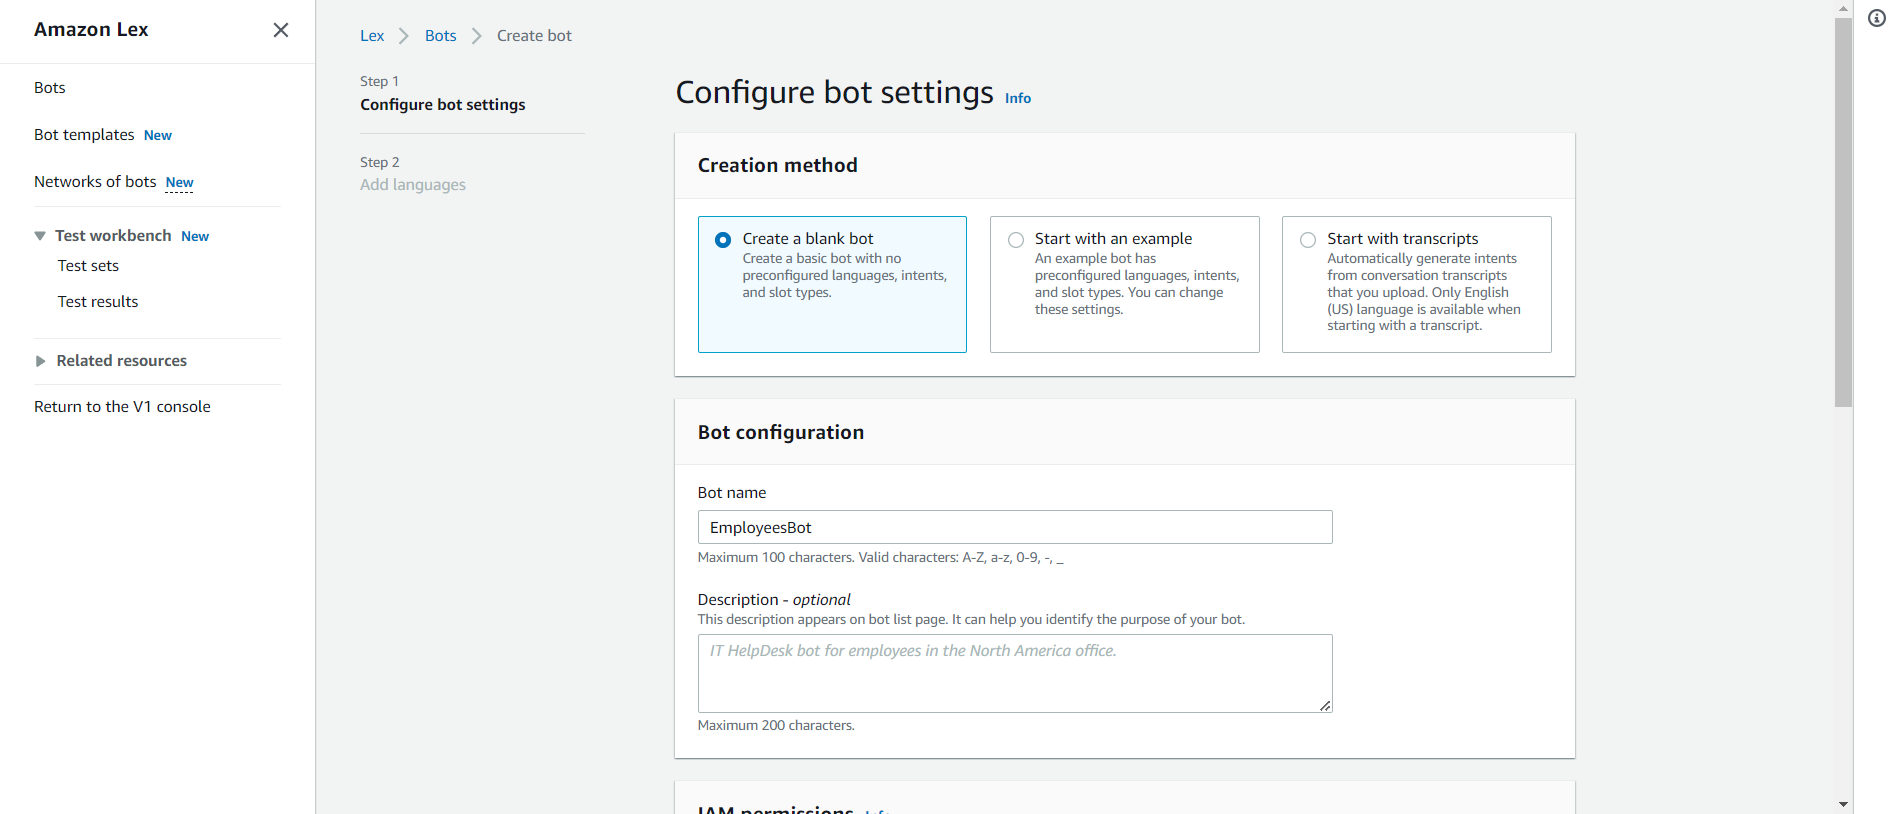 Amazon Lex
Bots
Bot templates New
Networks of bots New
Test workbench New
Test sets
Test results
Related resources
Return to the V1 console
Lex Bots Create bot
Step 1
Configure bot settings
Step 2
Add languages
Configure bot settings Info
Creation method
Create a blank bot
Create a basic bot with no
preconfigured languages, intents,
and slot types.
Start with an example
An example bot has
preconfigured languages, intents,
and slot types. You can change
these settings.
Start with transcripts
Automatically generate intents
from conversation transcripts
that you upload. Only English
(US) language is available when
starting with a transcript.
Bot configuration
Bot name
EmployeesBot
Maximum 100 characters. Valid characters: A-Z, a-z, 0-9, -, _
Description - optional
This description appears on bot list page. It can help you identify the purpose of your bot.
IT HelpDesk bot for employees in the North America office.
Maximum 200 characters.
IAM permissions Info